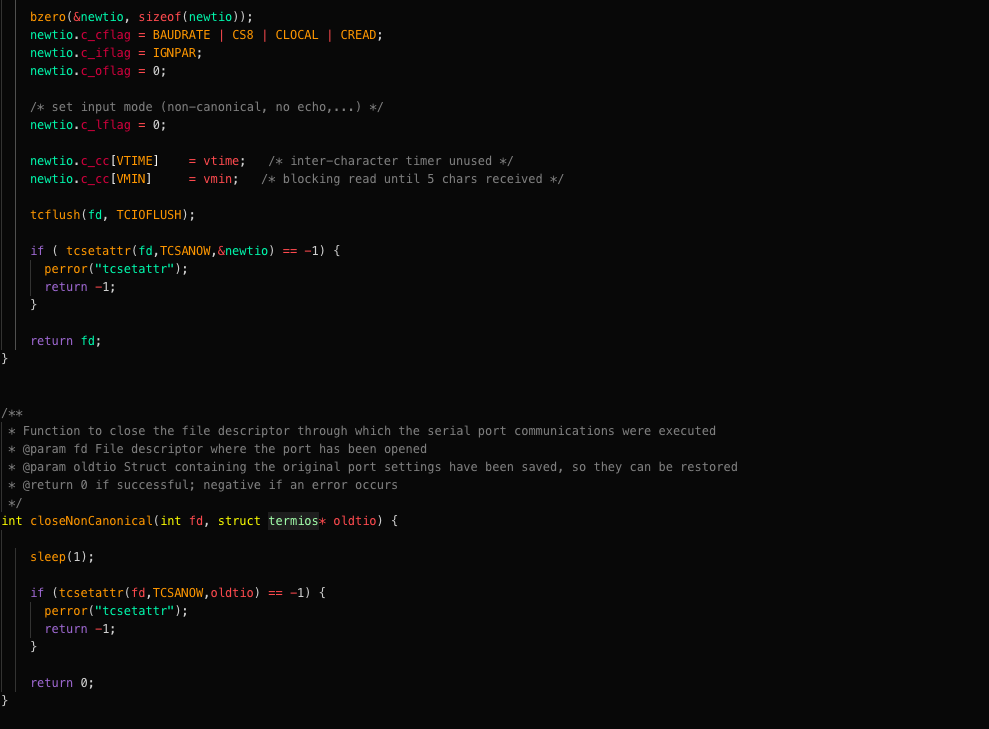 bzero(&newtio, sizeof(newtio));
newtio.c_cflag = BAUDRATE | CS8 | CLOCAL | CREAD;
newtio.c_iflag = IGNPAR;
newtio.c_oflag = 0;
/* set input mode (non-canonical, no echo,...) */
newtio.c_lflag = 0;
newtio.c_cc[VTIME]    = vtime;   /* inter-character timer unused */
newtio.c_cc[VMIN]     = vmin;   /* blocking read until 5 chars received */
tcflush(fd, TCIOFLUSH);
if ( tcsetattr(fd,TCSANOW,&newtio) == -1) {
perror("tcsetattr");
return -1;
}
return fd;
}
/**
* Function to close the file descriptor through which the serial port communications were executed
* @param fd File descriptor where the port has been opened
* @param oldtio Struct containing the original port settings have been saved, so they can be restored
* @return 0 if successful; negative if an error occurs
*/
int closeNonCanonical(int fd, struct termios* oldtio) {
sleep(1);
if (tcsetattr(fd,TCSANOW,oldtio) == -1) {
perror("tcsetattr");
return -1;
}
return 0;
}